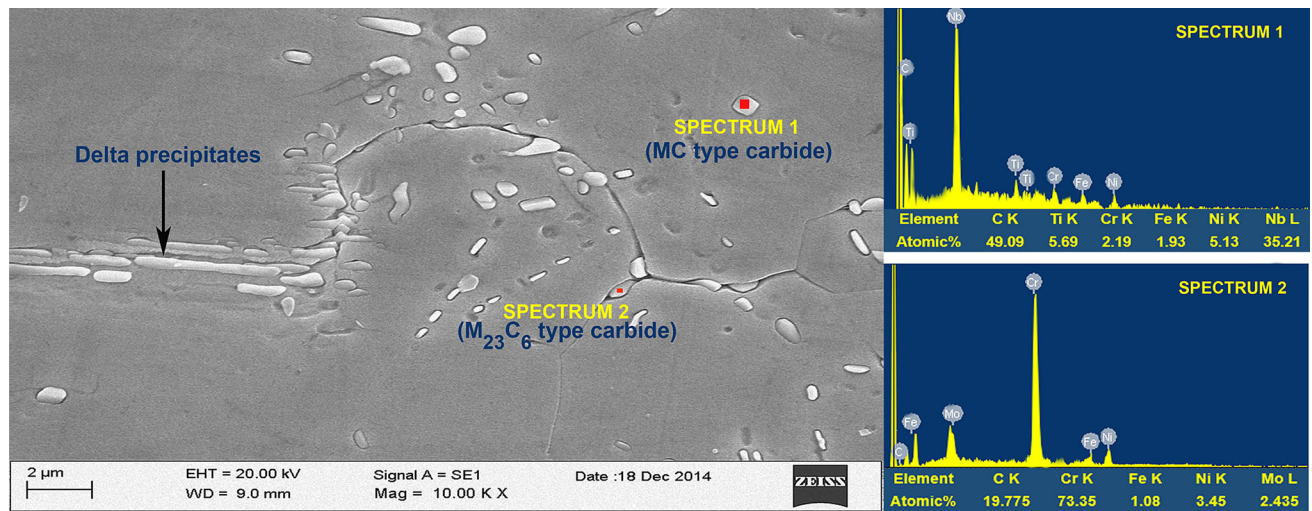 Delta precipitates
SPECTRUM 1
(MC type carbide)
SPECTRUM 2
(M23C6 type carbide)
2 µm
EHT = 20.00 kV
WD = 9.0 mm
Signal A = SE1
Mag = 10.00 K X
Date :18 Dec 2014
ZEISS
SPECTRUM 1
Nb
C
Ti
Ti
Ti
Cr
Fe
Ni
Element C K Ti K Cr K Fe K Ni K Nb L
Atomic% 49.09 5.69 2.19 1.93 5.13 35.21
SPECTRUM 2
Cr
Fe
Mo
C
Fe
Ni
Element C K Cr K Fe K Ni K Mo L
Atomic% 19.775 73.35 1.08 3.45 2.435